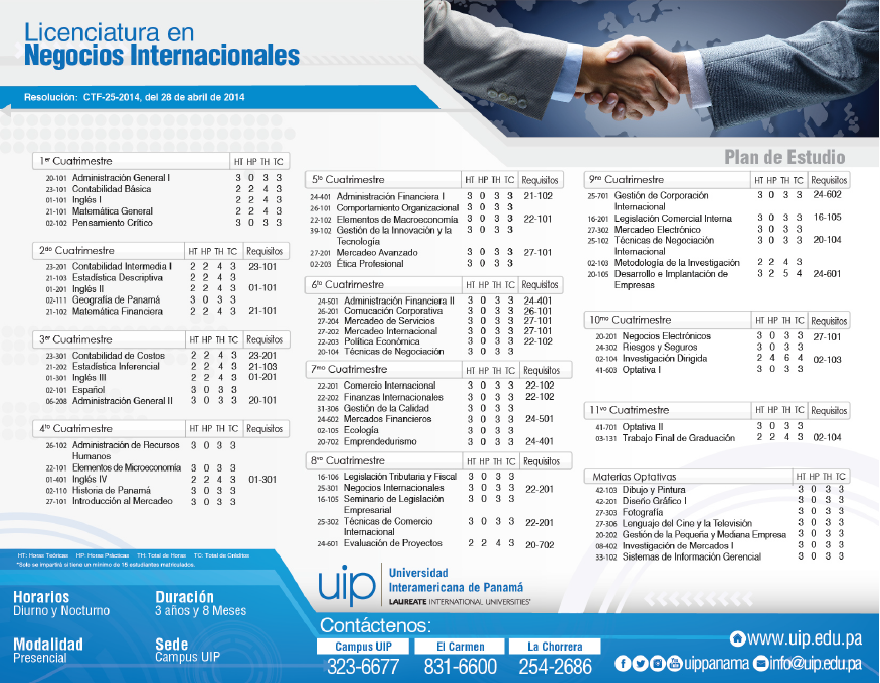 Licenciatura en
Negocios Internacionales
Resolución: CTF-25-2014, del 28 de abril de 2014
Plan de Estudio
1er Cuatrimestre HT HP TH TC
20-101 Administración General I 3 0 3 3
23-101 Contabilidad Básica 2 2 4 3
01-101 Inglés I 2 2 4 3
21-101 Matemática General 2 2 4 3
02-102 Pensamiento Crítico 3 0 3 3
2do Cuatrimestre HT HP TH TC Requisitos
23-201 Contabilidad Intermedia I 2 2 4 3 23-101
21-103 Estadística Descriptiva 2 2 4 3
01-201 Inglés II 2 2 4 3 01-101
02-111 Geografía de Panamá 3 0 3 3
21-102 Matemática Financiera 2 2 4 3 21-101
3er Cuatrimestre HT HP TH TC Requisitos
23-301 Contabilidad de Costos 2 2 4 3 23-201
21-202 Estadística Inferencial 2 2 4 3 21-103
01-301 Inglés III 2 2 4 3 01-201
02-101 Español 3 0 3 3
06-208 Administración General II 3 0 3 3 20-101
4to Cuatrimestre HT HP TH TC Requisitos
26-102 Administración de Recursos 3 0 3 3
Humanos
22-101 Elementos de Microeconomía 3 0 3 3
01-401 Inglés IV 2 2 4 3 01-301
02-110 Historia de Panamá 3 0 3 3
27-101 Introducción al Mercadeo 3 0 3 3
5to Cuatrimestre HT HP TH TC Requisitos
24-401 Administración Financiera I 3 0 3 3 21-102
26-101 Comportamiento Organizacional 3 0 3 3
22-102 Elementos de Macroeconomía 3 0 3 3 22-101
39-102 Gestión de la Innovación y la 3 0 3 3
Tecnología
27-201 Mercadeo Avanzado 3 0 3 3 27-101
02-203 Ética Profesional 3 0 3 3
6to Cuatrimestre HT HP TH TC Requisitos
24-501 Administración Financiera II 3 0 3 3 24-401
26-201 Comucación Corporativa 3 0 3 3 26-101
27-204 Mercadeo de Servicios 3 0 3 3 27-101
27-202 Mercadeo Internacional 3 0 3 3 27-101
22-203 Política Económica 3 0 3 3 22-102
20-104 Técnicas de Negociación 3 0 3 3
7mo Cuatrimestre HT HP TH TC Requisitos
22-201 Comercio Internacional 3 0 3 3 22-102
22-202 Finanzas Internacionales 3 0 3 3 22-102
31-306 Gestión de la Calidad 3 0 3 3
24-602 Mercados Financieros 3 0 3 3 24-501
02-105 Ecología 3 0 3 3
20-702 Emprendedurismo 3 0 3 3 24-401
8vo Cuatrimestre HT HP TH TC Requisitos
16-106 Legislación Tributaria y Fiscal 3 0 3 3
25-301 Negocios Internacionales 3 0 3 3 22-201
16-105 Seminario de Legislación 3 0 3 3
Empresarial
25-302 Técnicas de Comercio 3 0 3 3 22-201
Internacional
24-601 Evaluación de Proyectos 2 2 4 3 20-702
9no Cuatrimestre HT HP TH TC Requisitos
25-701 Gestión de Corporación 3 0 3 3 24-602
Internacional
16-201 Legislación Comercial Interna 3 0 3 3 16-105
27-302 Mercadeo Electrónico 3 0 3 3
25-102 Técnicas de Negociación 3 0 3 3 20-104
Internacional
02-103 Metodología de la Investigación 2 2 4 3
20-105 Desarrollo e Implantación de 3 2 5 4 24-601
Empresas
10mo Cuatrimestre HT HP TH TC Requisitos
20-201 Negocios Electrónicos 3 0 3 3 27-101
24-302 Riesgos y Seguros 3 0 3 3
02-104 Investigación Dirigida 2 4 6 4 02-103
41-603 Optativa I 3 0 3 3
11vo Cuatrimestre HT HP TH TC Requisitos
41-701 Optativa II 3 0 3 3
03-131 Trabajo Final de Graduación 2 2 4 3 02-104
Materias Optativas HT HP TH TC
42-103 Dibujo y Pintura 3 0 3 3
42-201 Diseño Gráfico I 3 0 3 3
27-303 Fotografía 3 0 3 3
27-306 Lenguaje del Cine y la Televisión 3 0 3 3
20-202 Gestión de la Pequeña y Mediana Empresa 3 0 3 3
08-402 Investigación de Mercados I 3 0 3 3
33-102 Sistemas de Información Gerencial 3 0 3 3
HT: Horas Teóricas HP: Horas Prácticas TH: Total de Horas TC: Total de Créditos
*Solo se impartirá si tiene un mínimo de 15 estudiantes matriculados.
Horarios
Diurno y Nocturno
Duración
3 años y 8 Meses
Modalidad
Presencial
Sede
Campus UIP
uip
Universidad
Interamericana de Panamá
LAUREATE INTERNATIONAL UNIVERSITIES®
Contáctenos:
Campus UIP
323-6677
El Carmen
831-6600
La Chorrera
254-2686
www.uip.edu.pa
uippanama info@uip.edu.pa